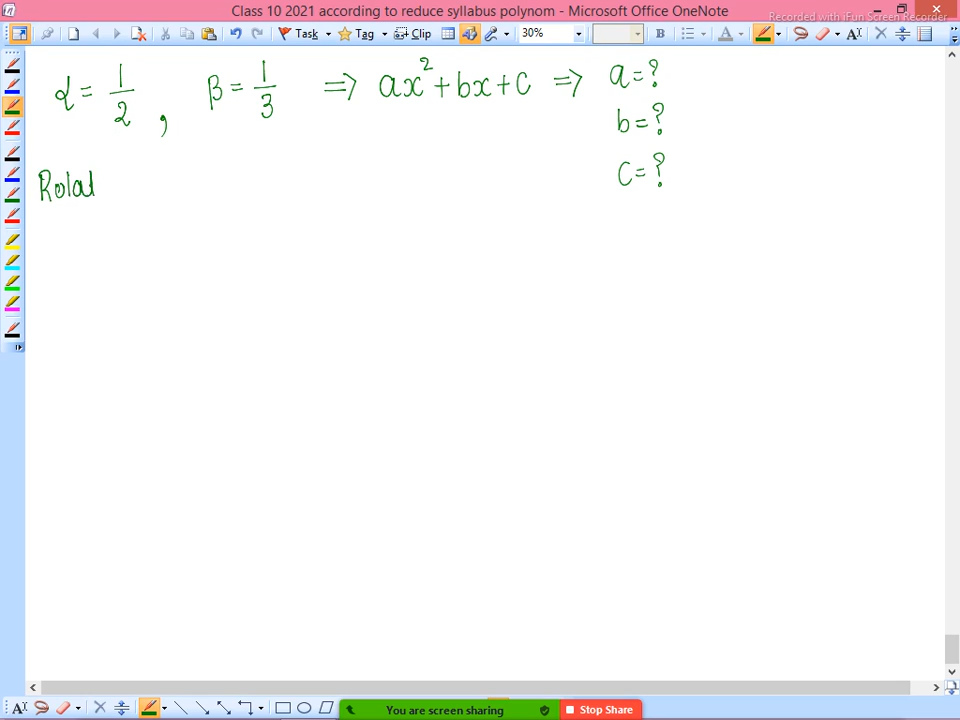 Class 10 2021 according to reduce syllabus polynom - Microsoft Office OneNote
Recorded with iFun Screen Recorder
Task Tag Clip 30% B A
α = 1/2 , β = 1/3 ⇒ ax² + bx + c ⇒ a = ?
b = ?
c = ?
Rolat
You are screen sharing Stop Share